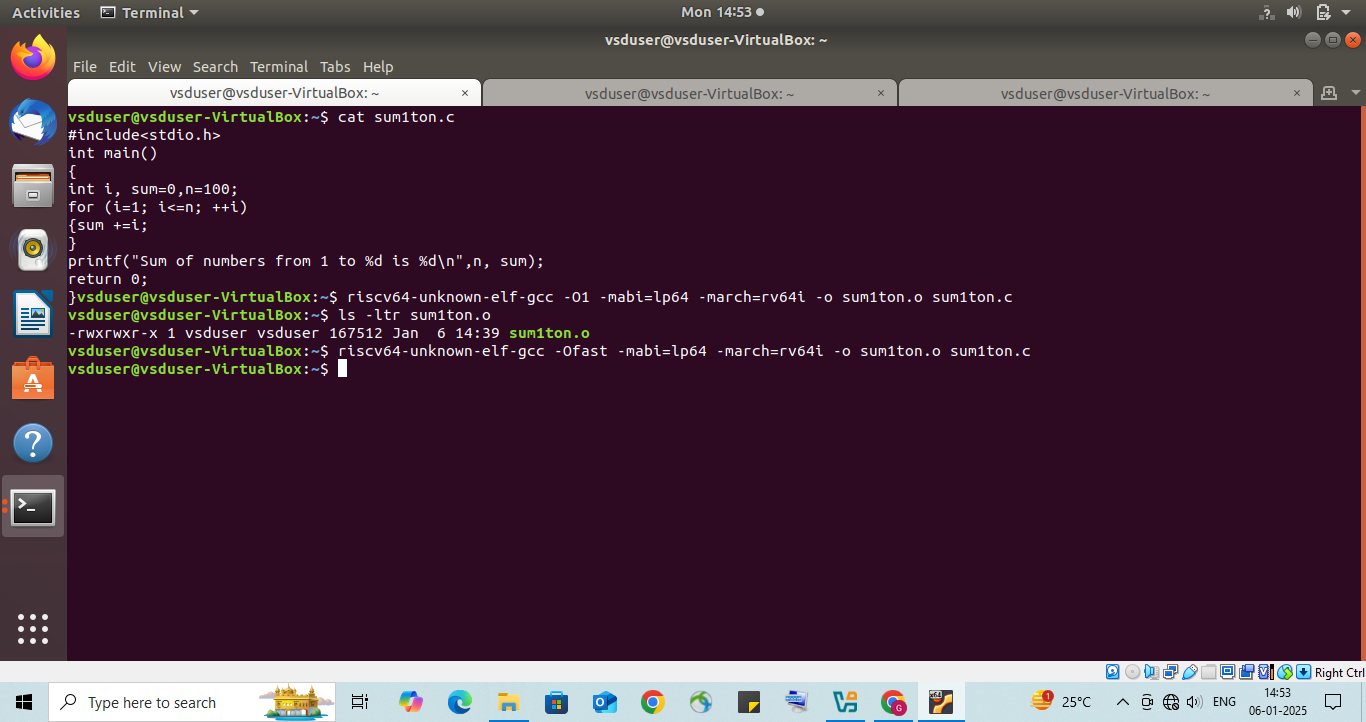 Activities Terminal Mon 14:53
vsduser@vsduser-VirtualBox: ~
File Edit View Search Terminal Tabs Help
vsduser@vsduser-VirtualBox: ~ × vsduser@vsduser-VirtualBox: ~ × vsduser@vsduser-VirtualBox: ~ ×
vsduser@vsduser-VirtualBox:~$ cat sum1ton.c
#include<stdio.h>
int main()
{
int i, sum=0,n=100;
for (i=1; i<=n; ++i)
{sum +=i;
}
printf("Sum of numbers from 1 to %d is %d\n",n, sum);
return 0;
}vsduser@vsduser-VirtualBox:~$ riscv64-unknown-elf-gcc -O1 -mabi=lp64 -march=rv64i -o sum1ton.o sum1ton.c
vsduser@vsduser-VirtualBox:~$ ls -ltr sum1ton.o
-rwxrwxr-x 1 vsduser vsduser 167512 Jan  6 14:39 sum1ton.o
vsduser@vsduser-VirtualBox:~$ riscv64-unknown-elf-gcc -Ofast -mabi=lp64 -march=rv64i -o sum1ton.o sum1ton.c
vsduser@vsduser-VirtualBox:~$
Right Ctrl
Type here to search 25°C ENG 14:53
06-01-2025